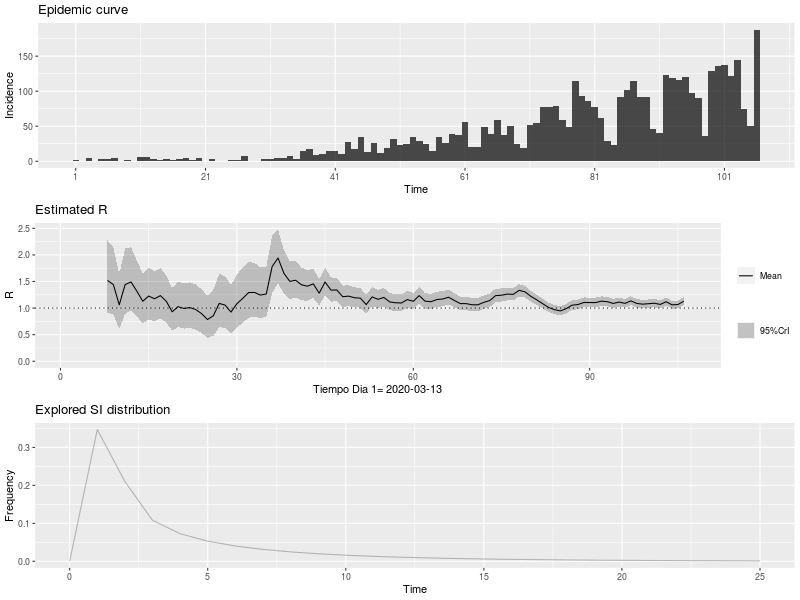 Epidemic curve
Incidence
150
100
50
0
1
21
41
61
81
101
Time
Estimated R
R
2.5
2.0
1.5
1.0
0.5
0.0
0
30
60
90
Tiempo Dia 1= 2020-03-13
Mean
95%CrI
Explored SI distribution
Frequency
0.3
0.2
0.1
0.0
0
5
10
15
20
25
Time